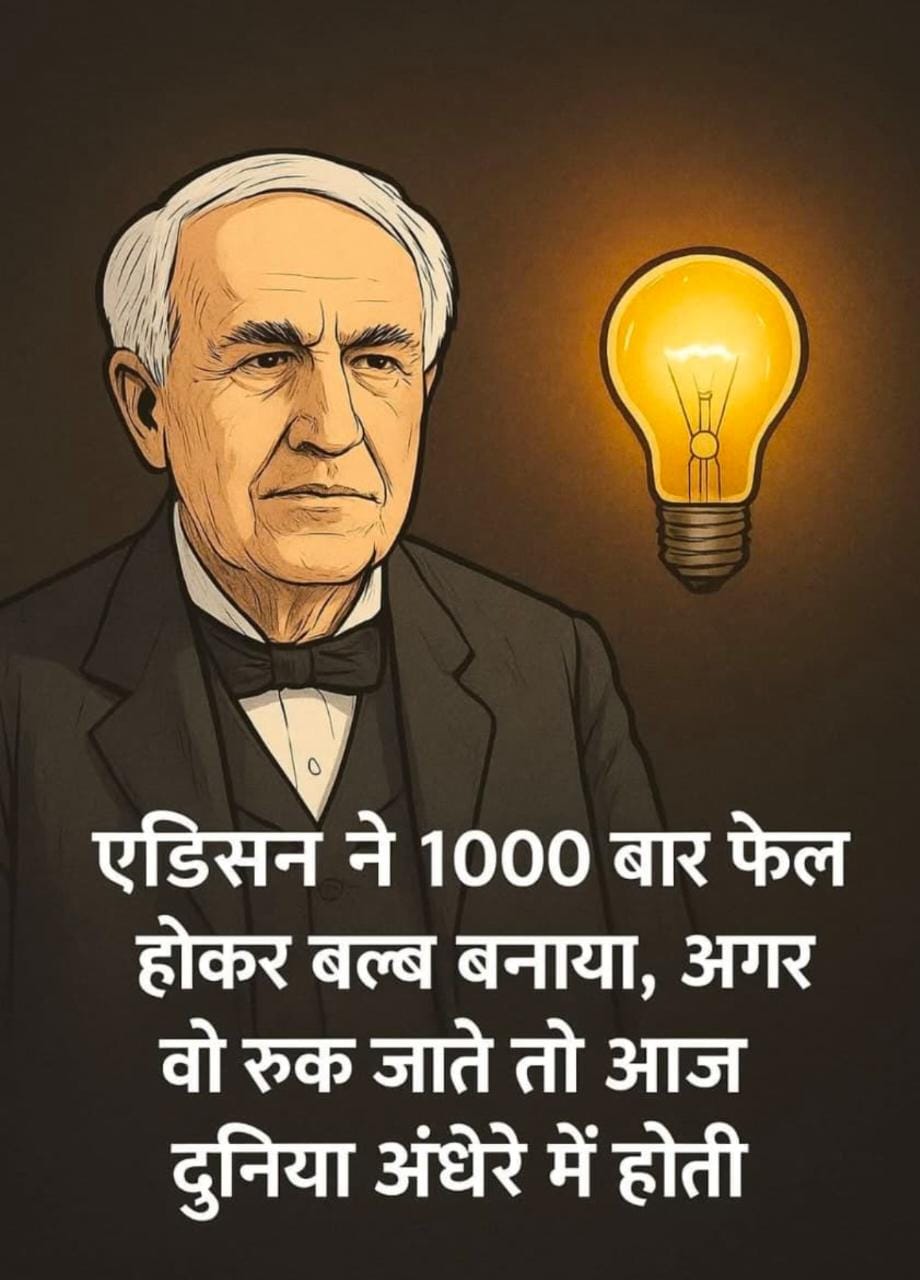 एडिसन ने 1000 बार फेल
होकर बल्ब बनाया, अगर
वो रुक जाते तो आज
दुनिया अंधेरे में होती